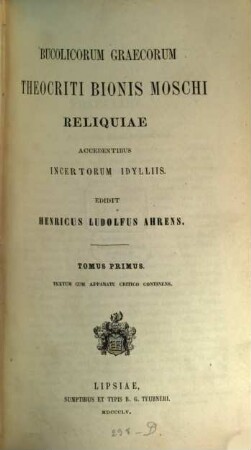 BUCOLICORUM GRAECORUM
THEOCRITI BIONIS MOSCHI
RELIQUIAE
ACCEDENTIBUS
INCERTORUM IDYLLIIS.
EDIDIT
HENRICUS LUDOLFUS AHRENS.
TOMUS PRIMUS.
TEXTUM CUM APPARATU CRITICO CONTINENS.
LIPSIAE,
SUMPTIBUS ET TYPIS B. G. TEUBNERI.
MDCCCLV.